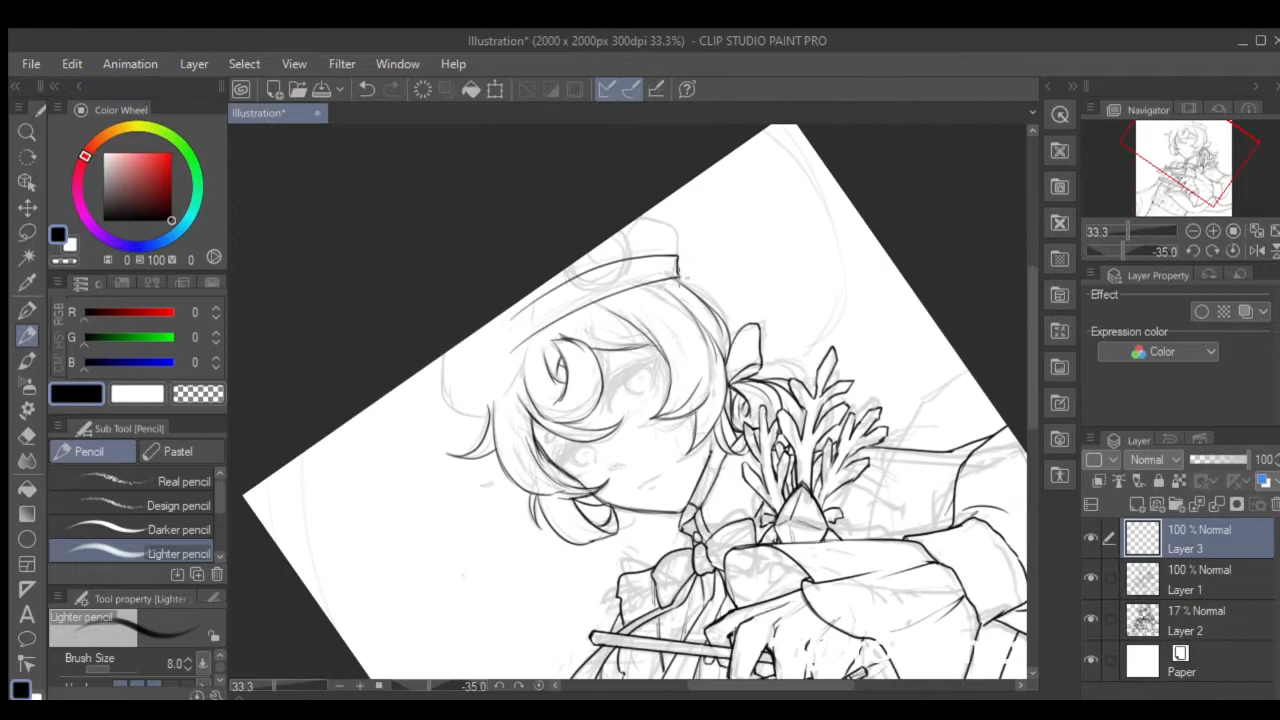 Illustration* (2000 x 2000px 300dpi 33.3%) - CLIP STUDIO PAINT PRO
File Edit Animation Layer Select View Filter Window Help
Color Wheel
Illustration*
Navigator
H 0 S 100 V 0
33.3
-35.0
Layer Property
Effect
Expression color
Color
RGB
HSV
CM
R 0
G 0
B 0
Sub Tool [Pencil]
Pencil Pastel
Real pencil
Design pencil
Darker pencil
Lighter pencil
Tool property [Lighter
Lighter pencil
Brush Size 8.0
Layer
Normal 100
100 % Normal
Layer 3
100 % Normal
Layer 1
17 % Normal
Layer 2
Paper
33.3 -35.0